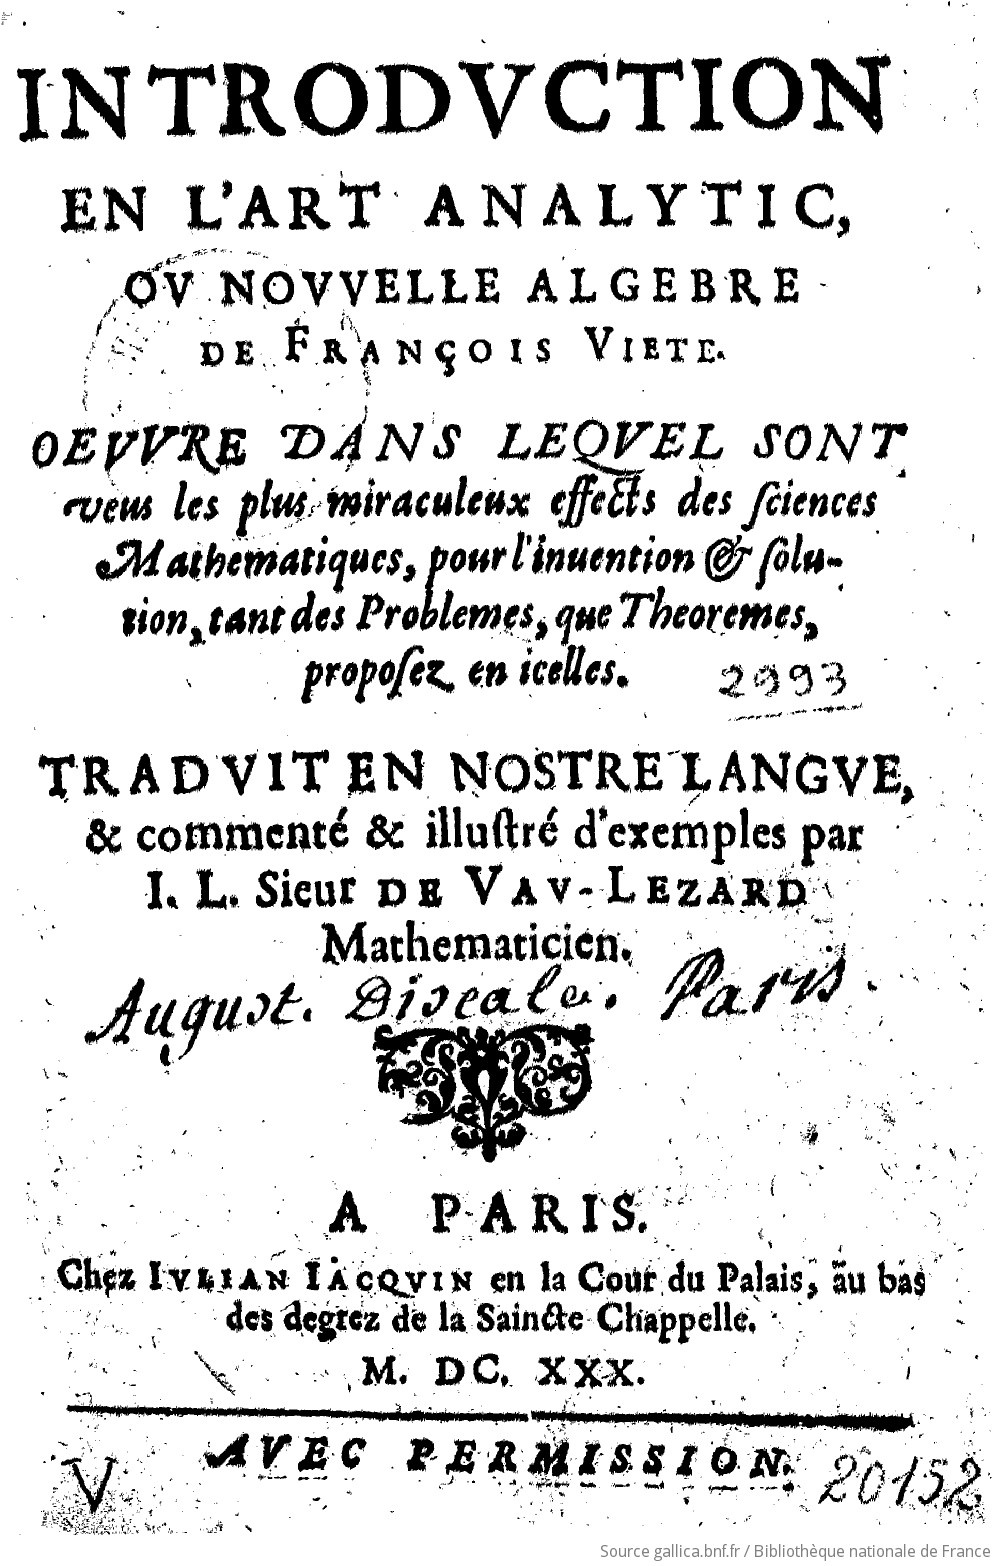 INTRODVCTION
EN L'ART ANALYTIC,
OV NOVVELLE ALGEBRE
DE FRANÇOIS VIETE.
OEVVRE DANS LEQVEL SONT
veus les plus miraculeux effects des ſciences
Mathematiques, pour l'inuention & ſolu-
tion, tant des Problemes, que Theoremes,
propoſez en icelles.
2993
TRADVIT EN NOSTRE LANGVE,
& commenté & illuſtré d'exemples par
I. L. Sieur DE VAV-LEZARD
Mathematicien.
August. Discalc. Paris.
A PARIS.
Chez IVLIAN IACQVIN en la Cour du Palais, au bas
des degrez de la Saincte Chappelle.
M. DC. XXX.
AVEC PERMISSION.
V
20152
Source gallica.bnf.fr / Bibliothèque nationale de France